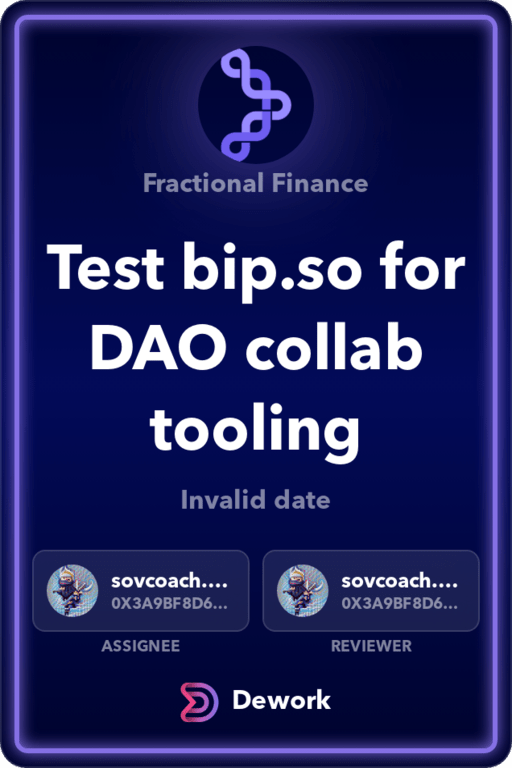 Fractional Finance
Test bip.so for
DAO collab
tooling
Invalid date
sovcoach....
0X3A9BF8D6...
ASSIGNEE
sovcoach....
0X3A9BF8D6...
REVIEWER
Dework